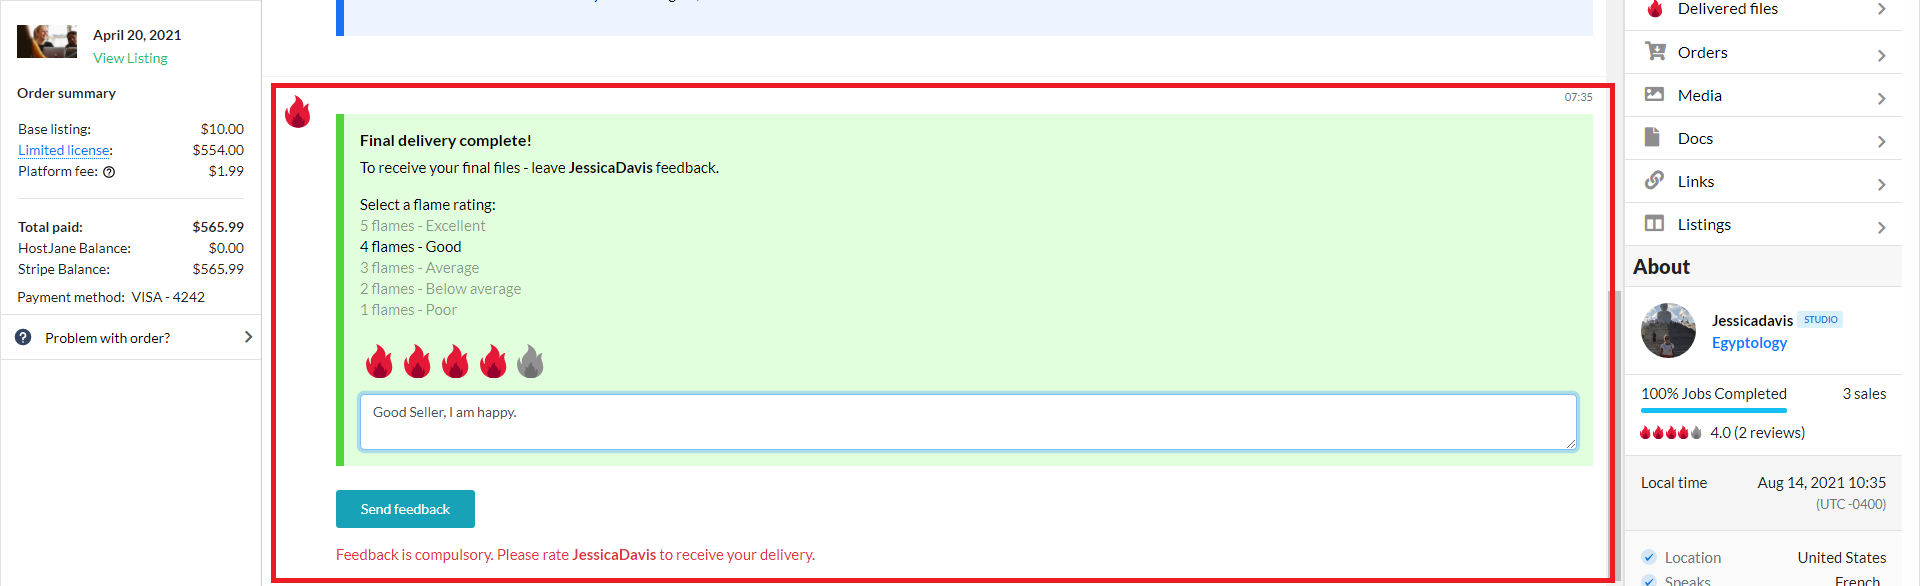 April 20, 2021
View Listing
Order summary
Base listing: $10.00
Limited license: $554.00
Platform fee: $1.99
Total paid: $565.99
HostJane Balance: $0.00
Stripe Balance: $565.99
Payment method: VISA - 4242
Problem with order?
07:35
Final delivery complete!
To receive your final files - leave JessicaDavis feedback.
Select a flame rating:
5 flames - Excellent
4 flames - Good
3 flames - Average
2 flames - Below average
1 flames - Poor
Good Seller, I am happy.
Send feedback
Feedback is compulsory. Please rate JessicaDavis to receive your delivery.
Delivered files
Orders
Media
Docs
Links
Listings
About
Jessicadavis STUDIO
Egyptology
100% Jobs Completed 3 sales
4.0 (2 reviews)
Local time Aug 14, 2021 10:35
(UTC -0400)
Location United States
Speaks French